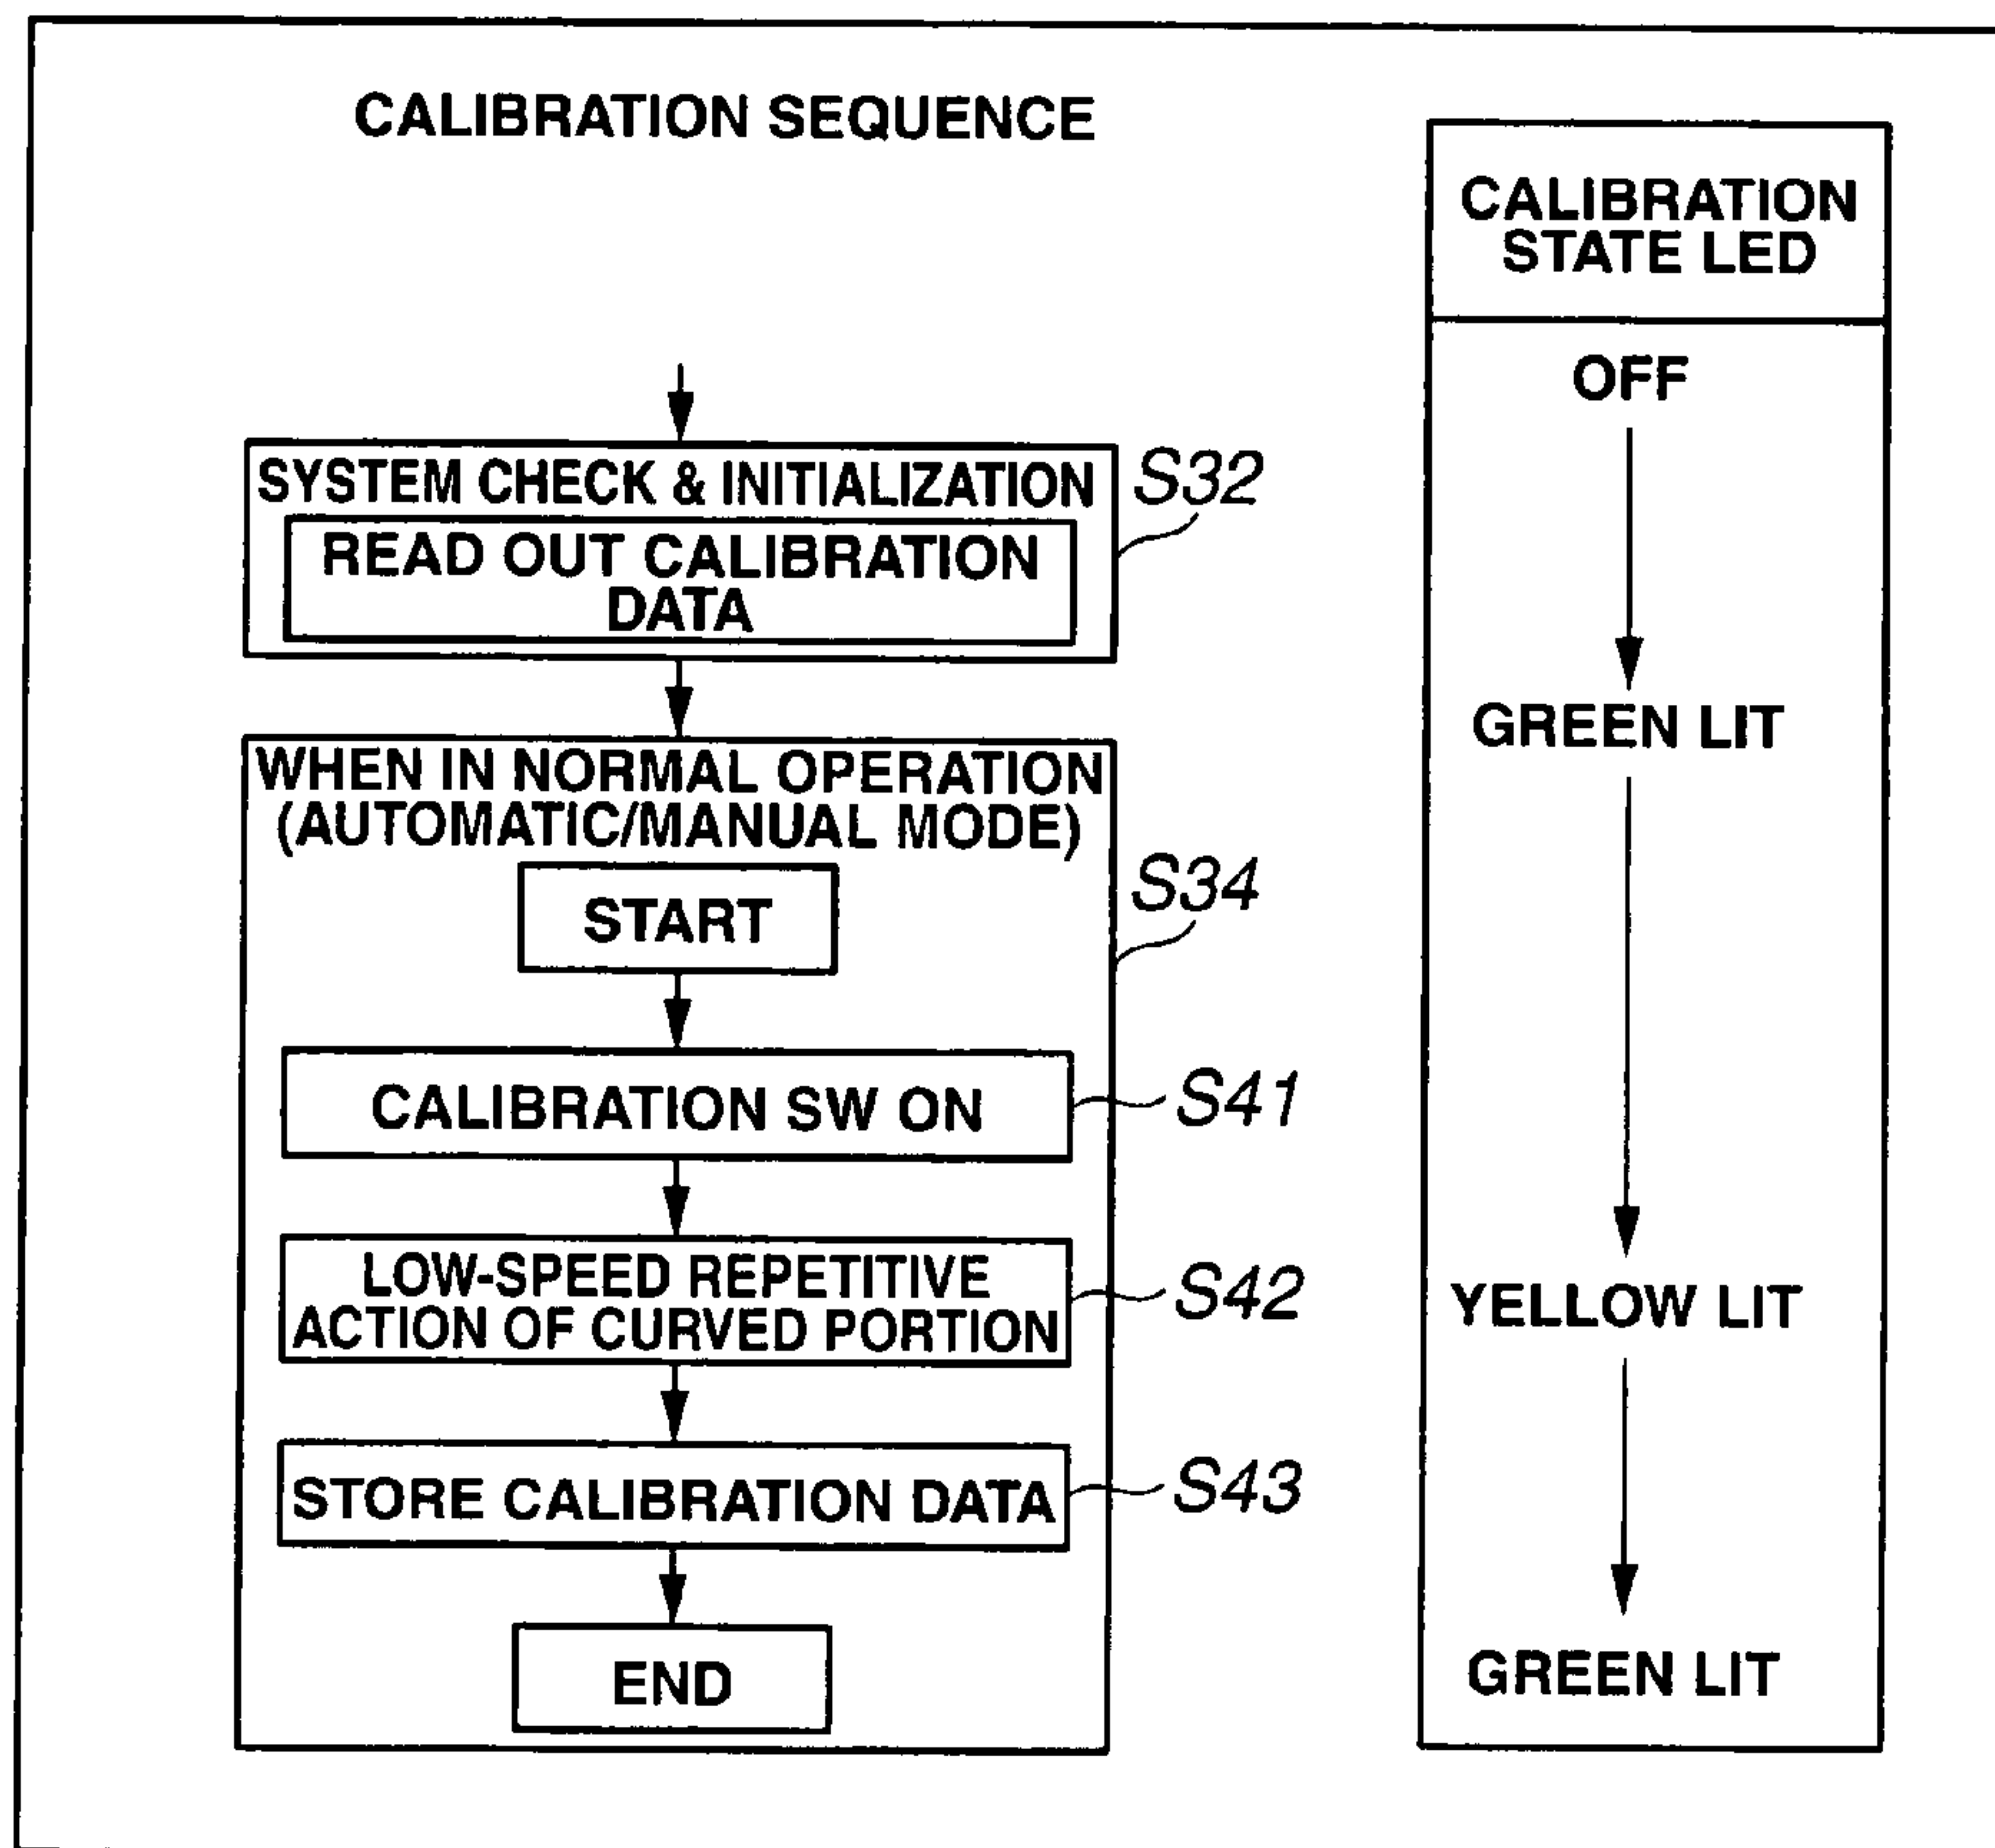 CALIBRATION SEQUENCE
SYSTEM CHECK & INITIALIZATION
S32
READ OUT CALIBRATION
DATA
WHEN IN NORMAL OPERATION
(AUTOMATIC/MANUAL MODE)
S34
START
CALIBRATION SW ON
S41
LOW-SPEED REPETITIVE
ACTION OF CURVED PORTION
S42
STORE CALIBRATION DATA
S43
END
CALIBRATION
STATE LED
OFF
GREEN LIT
YELLOW LIT
GREEN LIT